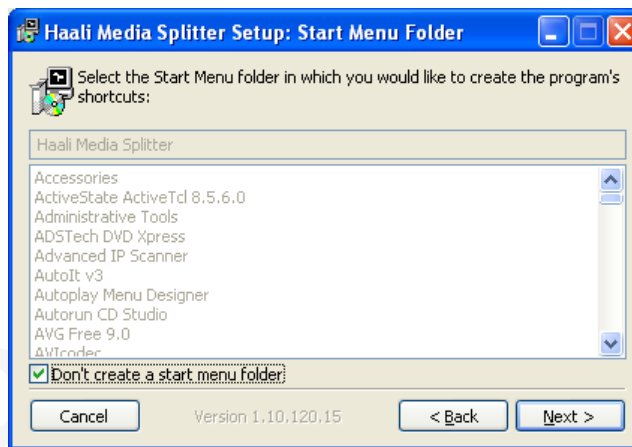 Haali Media Splitter Setup: Start Menu Folder
Select the Start Menu folder in which you would like to create the program's
shortcuts:
Haali Media Splitter
Accessories
ActiveState ActiveTcl 8.5.6.0
Administrative Tools
ADSTech DVD Xpress
Advanced IP Scanner
AutoIt v3
Autoplay Menu Designer
Autorun CD Studio
AVG Free 9.0
AVIcodec
Don't create a start menu folder
Cancel
Version 1.10.120.15
< Back
Next >